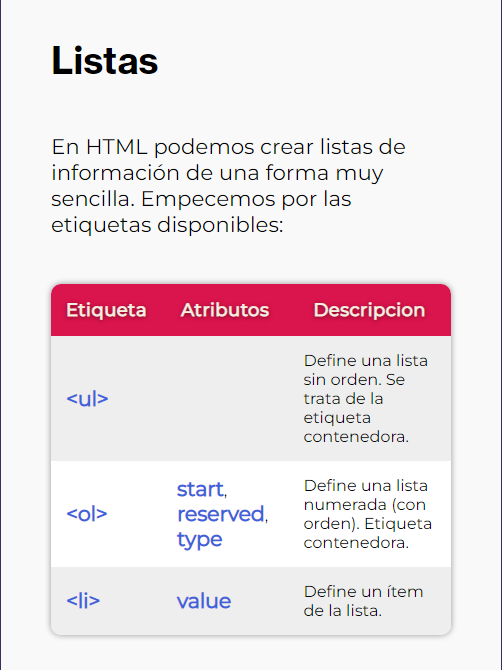 Listas
En HTML podemos crear listas de
información de una forma muy
sencilla. Empecemos por las
etiquetas disponibles:
Etiqueta Atributos Descripcion
<ul>
Define una lista
sin orden. Se
trata de la
etiqueta
contenedora.
<ol>
start,
reserved,
type
Define una lista
numerada (con
orden). Etiqueta
contenedora.
<li>
value
Define un ítem
de la lista.